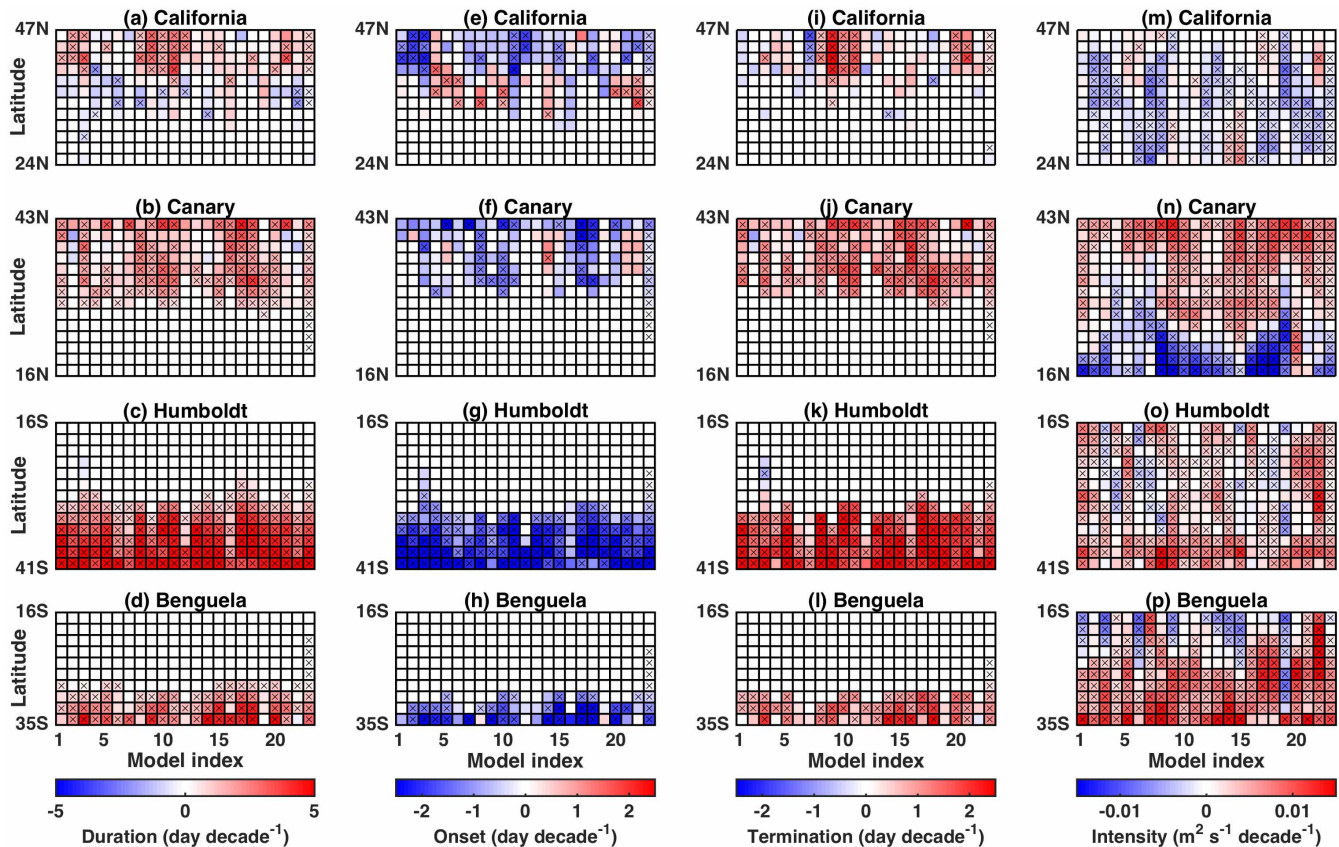 (a) California
(e) California
(i) California
(m) California
47N
47N
47N
47N
Latitude
24N
24N
24N
24N
(b) Canary
(f) Canary
(j) Canary
(n) Canary
43N
43N
43N
43N
Latitude
16N
16N
16N
16N
(c) Humboldt
(g) Humboldt
(k) Humboldt
(o) Humboldt
16S
16S
16S
16S
Latitude
41S
41S
41S
41S
(d) Benguela
(h) Benguela
(l) Benguela
(p) Benguela
16S
16S
16S
16S
Latitude
35S
35S
35S
35S
1 5 10 15 20
1 5 10 15 20
1 5 10 15 20
1 5 10 15 20
Model index
Model index
Model index
Model index
-5 0 5
-2 -1 0 1 2
-2 -1 0 1 2
-0.01 0 0.01
Duration (day decade⁻¹)
Onset (day decade⁻¹)
Termination (day decade⁻¹)
Intensity (m² s⁻¹ decade⁻¹)